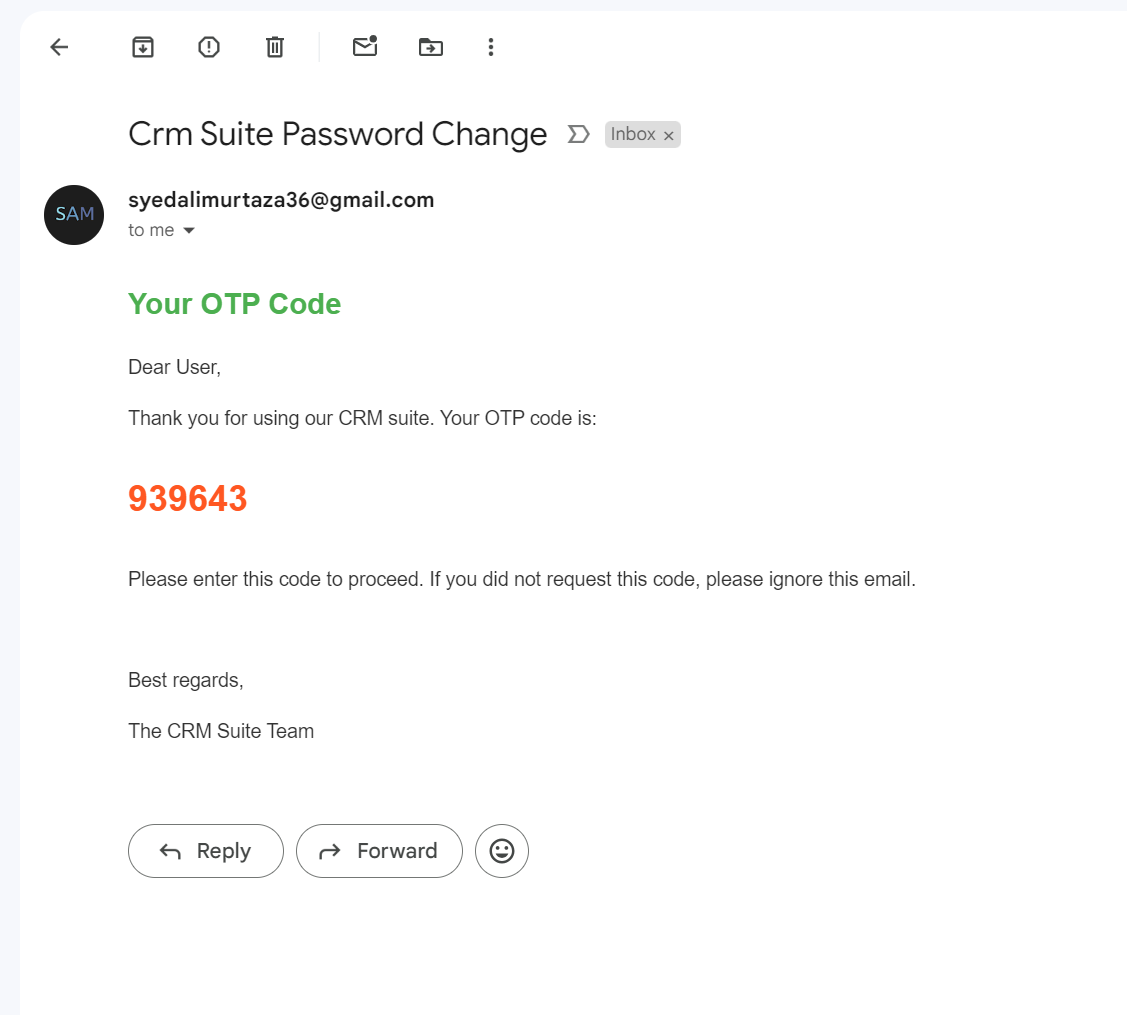 Crm Suite Password Change Inbox ×
SAM
syedalimurtaza36@gmail.com
to me
Your OTP Code
Dear User,
Thank you for using our CRM suite. Your OTP code is:
939643
Please enter this code to proceed. If you did not request this code, please ignore this email.
Best regards,
The CRM Suite Team
Reply Forward